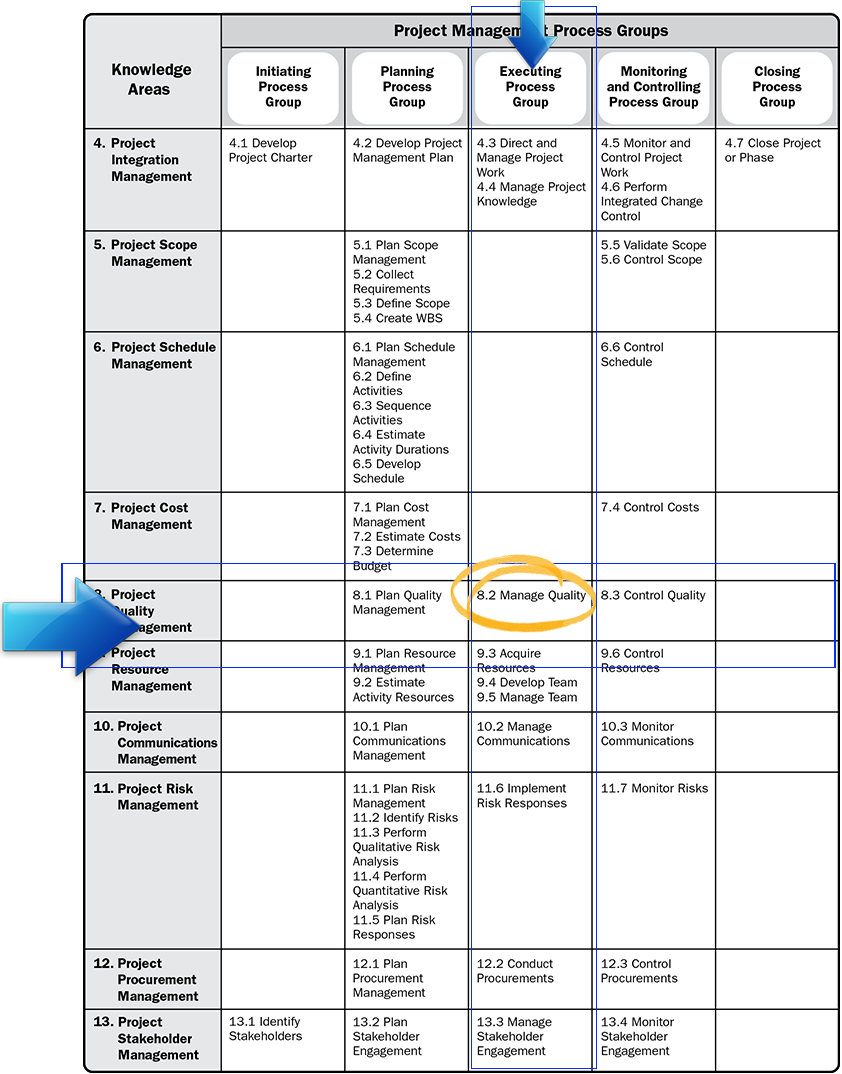 Project Management Process Groups
Knowledge
Areas
Initiating
Process
Group
Planning
Process
Group
Executing
Process
Group
Monitoring
and Controlling
Process Group
Closing
Process
Group
4. Project
Integration
Management
4.1 Develop
Project Charter
4.2 Develop Project
Management Plan
4.3 Direct and
Manage Project
Work
4.4 Manage Project
Knowledge
4.5 Monitor and
Control Project
Work
4.6 Perform
Integrated Change
Control
4.7 Close Project
or Phase
5. Project Scope
Management
5.1 Plan Scope
Management
5.2 Collect
Requirements
5.3 Define Scope
5.4 Create WBS
5.5 Validate Scope
5.6 Control Scope
6. Project Schedule
Management
6.1 Plan Schedule
Management
6.2 Define
Activities
6.3 Sequence
Activities
6.4 Estimate
Activity Durations
6.5 Develop
Schedule
6.6 Control
Schedule
7. Project Cost
Management
7.1 Plan Cost
Management
7.2 Estimate Costs
7.3 Determine
Budget
7.4 Control Costs
8. Project
Quality
Management
8.1 Plan Quality
Management
8.2 Manage Quality
8.3 Control Quality
Project
Resource
Management
9.1 Plan Resource
Management
9.2 Estimate
Activity Resources
9.3 Acquire
Resources
9.4 Develop Team
9.5 Manage Team
9.6 Control
Resources
10. Project
Communications
Management
10.1 Plan
Communications
Management
10.2 Manage
Communications
10.3 Monitor
Communications
11. Project Risk
Management
11.1 Plan Risk
Management
11.2 Identify Risks
11.3 Perform
Qualitative Risk
Analysis
11.4 Perform
Quantitative Risk
Analysis
11.5 Plan Risk
Responses
11.6 Implement
Risk Responses
11.7 Monitor Risks
12. Project
Procurement
Management
12.1 Plan
Procurement
Management
12.2 Conduct
Procurements
12.3 Control
Procurements
13. Project
Stakeholder
Management
13.1 Identify
Stakeholders
13.2 Plan
Stakeholder
Engagement
13.3 Manage
Stakeholder
Engagement
13.4 Monitor
Stakeholder
Engagement